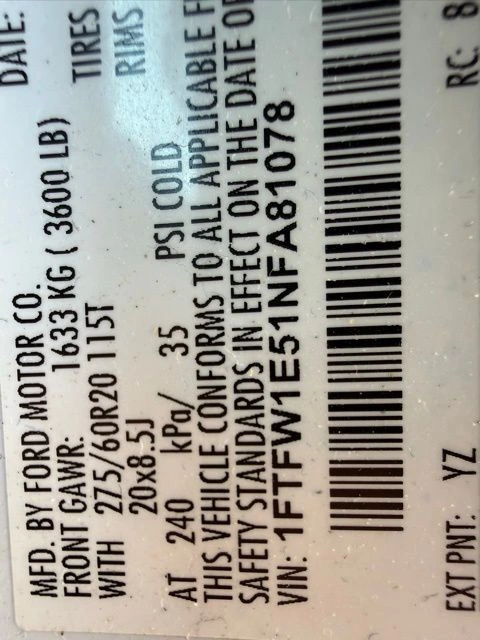 DATE:
MFD. BY FORD MOTOR CO.
FRONT GAWR: 1633 KG ( 3600 LB)
WITH 275/60R20 115T TIRES
20x8.5J RIMS
AT 240 kPa/ 35 PSI COLD
THIS VEHICLE CONFORMS TO ALL APPLICABLE
SAFETY STANDARDS IN EFFECT ON THE DATE
VIN: 1FTFW1E51NFA81078
EXT PNT: YZ RC: 8